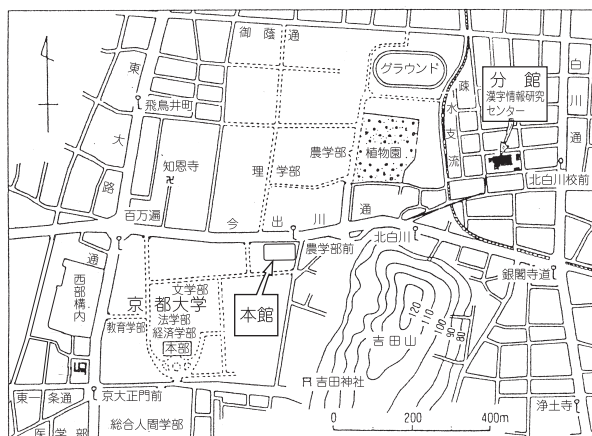 御蔭通
東大路通
飛鳥井町
グラウンド
疏水支流
分館
漢字情報研究
センター
白川通
知恩寺
卍
理学部
農学部
植物園
北白川校前
百万遍
今出川通
農学部前
北白川
銀閣寺道
西部構内
文学部
京都大学
教育学部
法学部
経済学部
本部
本館
120
110
100
90
80
吉田山
吉田神社
東一条通
京大正門前
総合人間学部
医学部
浄土寺
0 200 400m